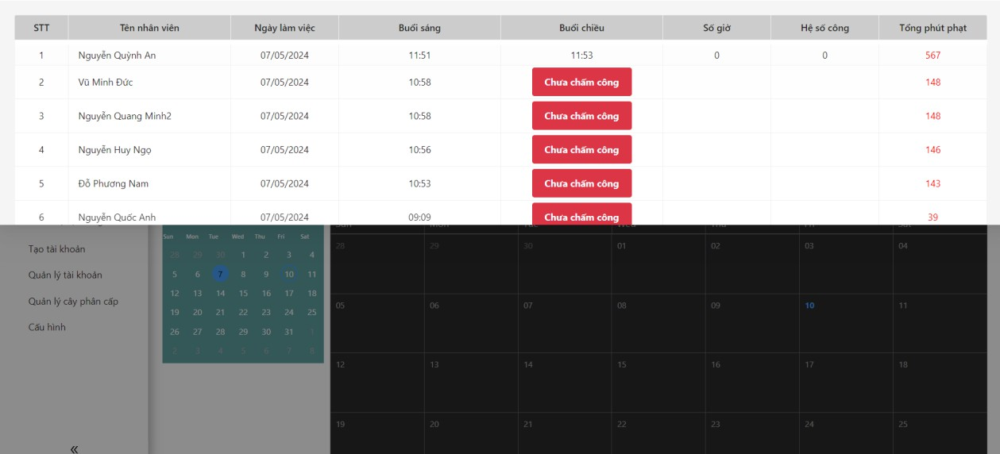 STT Tên nhân viên Ngày làm việc Buổi sáng Buổi chiều Số giờ Hệ số công Tổng phút phạt
1 Nguyễn Quỳnh An 07/05/2024 11:51 11:53 0 0 567
2 Vũ Minh Đức 07/05/2024 10:58 Chưa chấm công 148
3 Nguyễn Quang Minh2 07/05/2024 10:58 Chưa chấm công 148
4 Nguyễn Huy Ngọ 07/05/2024 10:56 Chưa chấm công 146
5 Đỗ Phương Nam 07/05/2024 10:53 Chưa chấm công 143
6 Nguyễn Quốc Anh 07/05/2024 09:09 Chưa chấm công 39
Tạo tài khoản
Quản lý tài khoản
Quản lý cây phân cấp
Cấu hình
«
Sun Mon Tue Wed Thu Fri Sat
28 29 30 1 2 3 4
5 6 7 8 9 10 11
12 13 14 15 16 17 18
19 20 21 22 23 24 25
26 27 28 29 30 31 1
2 3 4 5 6 7 8
Sun Mon Tue Wed Thu Fri Sat
28 29 30 01 02 03 04
05 06 07 08 09 10 11
12 13 14 15 16 17 18
19 20 21 22 23 24 25